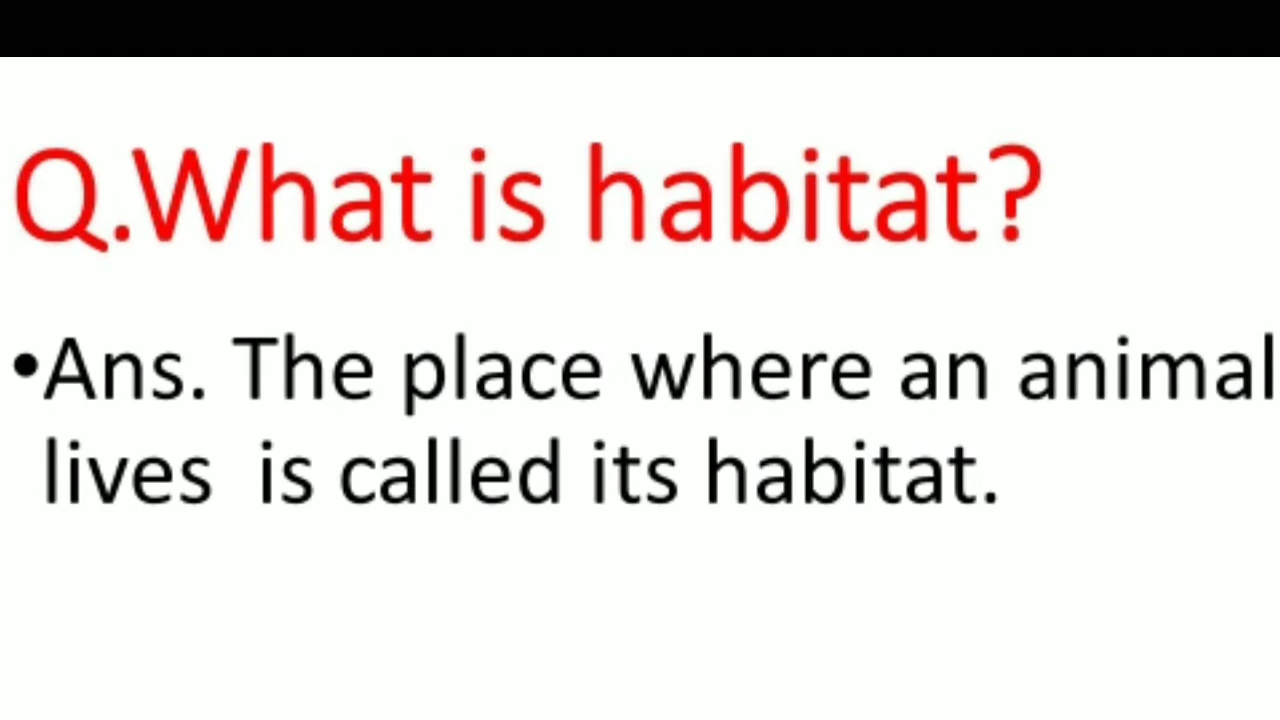 Q.What is habitat?
•Ans. The place where an animal
lives  is called its habitat.